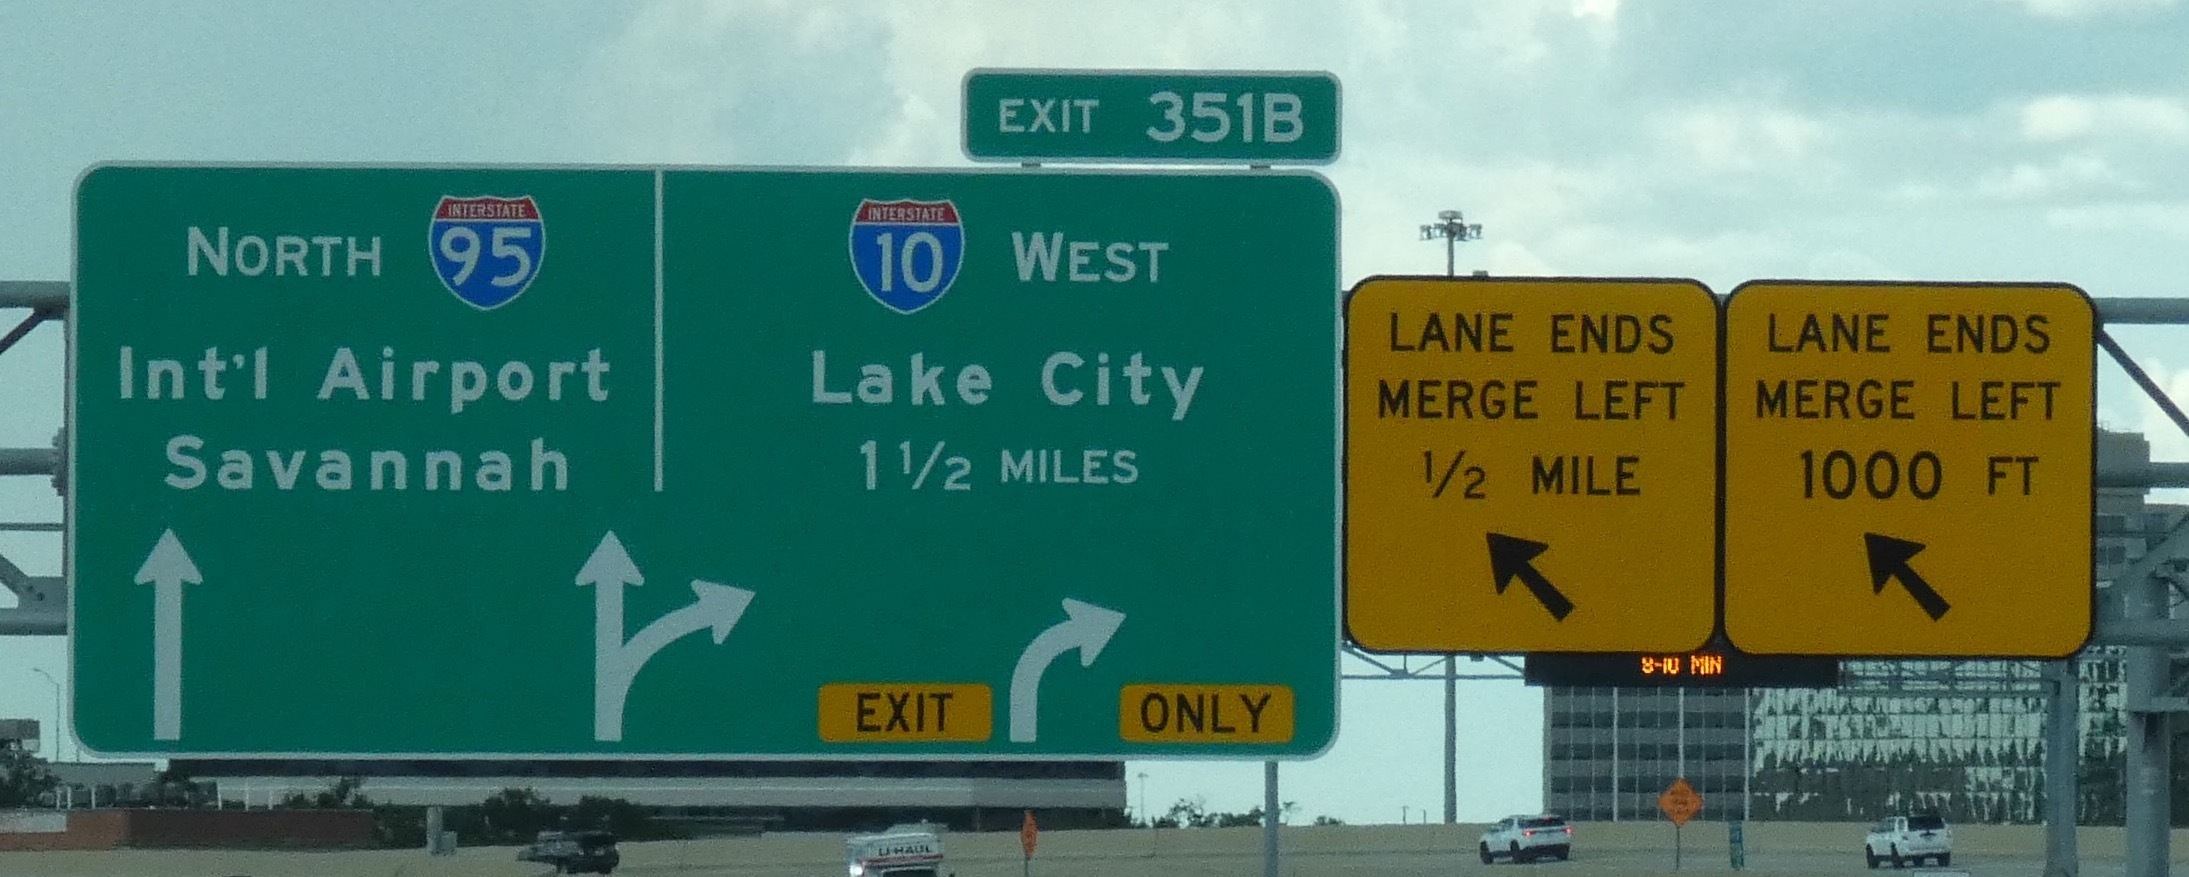 EXIT 351B
NORTH INTERSTATE 95
Int'l Airport
Savannah
INTERSTATE 10 WEST
Lake City
1 1/2 MILES
EXIT ONLY
LANE ENDS
MERGE LEFT
1/2 MILE
LANE ENDS
MERGE LEFT
1000 FT
8-10 MIN
U-HAUL